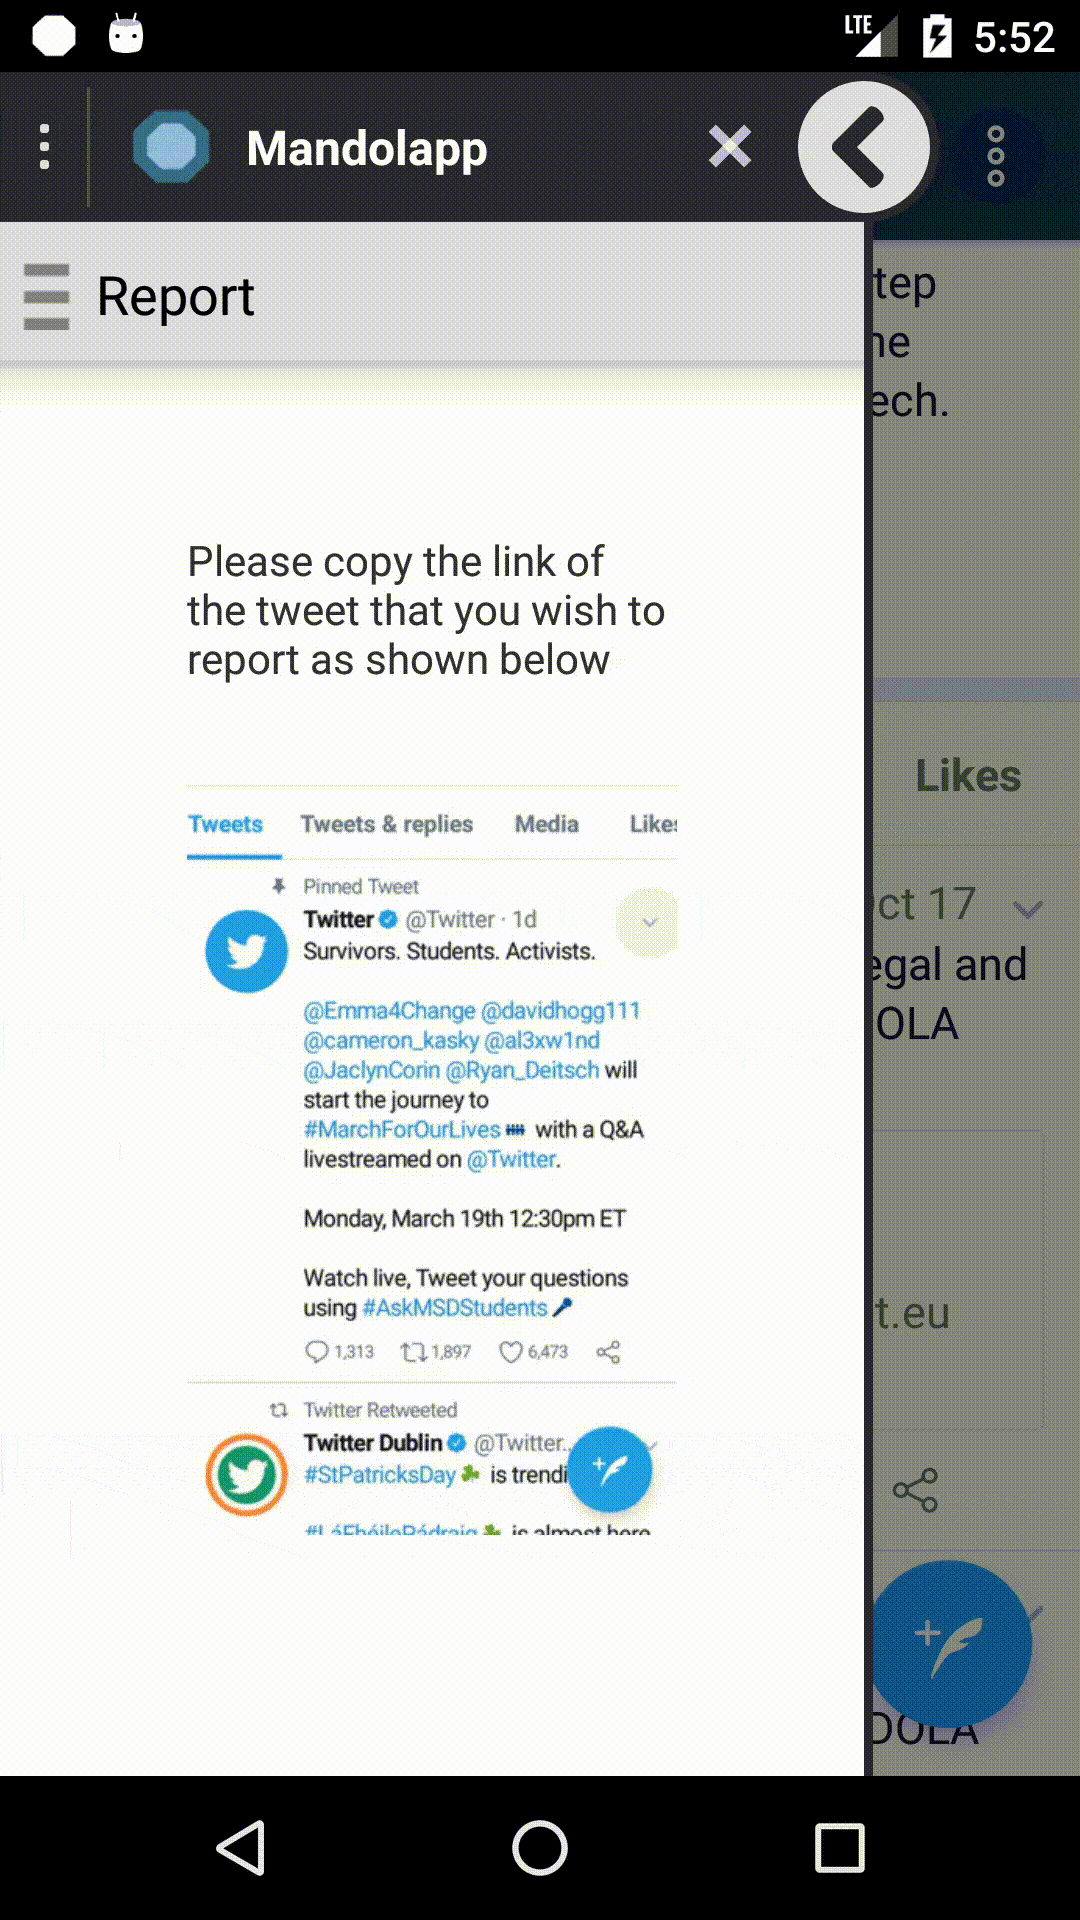 LTE 5:52
Mandolapp
Report
Please copy the link of
the tweet that you wish to
report as shown below
Tweets Tweets & replies Media Likes
Pinned Tweet
Twitter @Twitter · 1d
Survivors. Students. Activists.
@Emma4Change @davidhogg111
@cameron_kasky @al3xw1nd
@JaclynCorin @Ryan_Deitsch will
start the journey to
#MarchForOurLives with a Q&A
livestreamed on @Twitter.
Monday, March 19th 12:30pm ET
Watch live, Tweet your questions
using #AskMSDStudents
1,313 1,897 6,473
Twitter Retweeted
Twitter Dublin @Twitter...
#StPatricksDay is trendi
#LáFhéilePádraig is almost here
tep
he
ech.
Likes
Oct 17
egal and
OLA
t.eu
DOLA